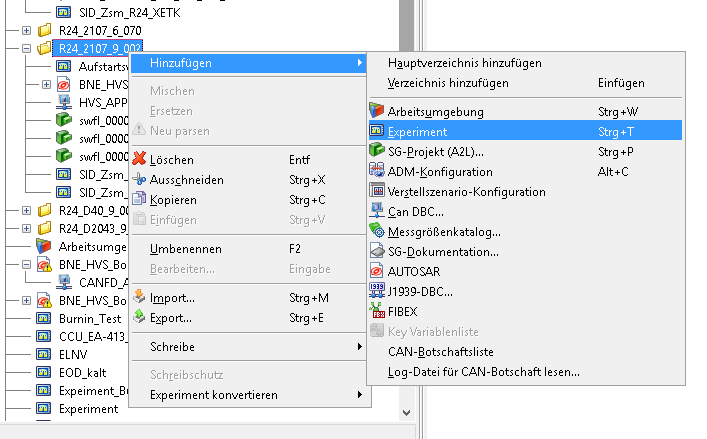 SID_Zsm_R24_XETK
R24_2107_6_070
R24_2107_9_002
Aufstartsv
BNE_HVS
HVS_APP
swfl_0000
swfl_0000
swfl_0000
SID_Zsm_
SID_Zsm_
R24_D40_9_00
R24_D2043_9_
Arbeitsumgeb
BNE_HVS_Bo
CANFD_A
BNE_HVS_Bo
Burnin_Test
CCU_EA-413_
ELNV
EOD_kalt
Expeiment_Bu
Experiment
Hinzufügen
Mischen
Ersetzen
Neu parsen
Löschen Entf
Ausschneiden Strg+X
Kopieren Strg+C
Einfügen Strg+V
Umbenennen F2
Bearbeiten... Eingabe
Import... Strg+M
Export... Strg+E
Schreibe
Schreibschutz
Experiment konvertieren
Hauptverzeichnis hinzufügen
Verzeichnis hinzufügen Einfügen
Arbeitsumgebung Strg+W
Experiment Strg+T
SG-Projekt (A2L)... Strg+P
ADM-Konfiguration Alt+C
Verstellszenario-Konfiguration
Can DBC...
Messgrößenkatalog...
SG-Dokumentation...
AUTOSAR
J1939-DBC...
FIBEX
Key Variablenliste
CAN-Botschaftsliste
Log-Datei für CAN-Botschaft lesen...